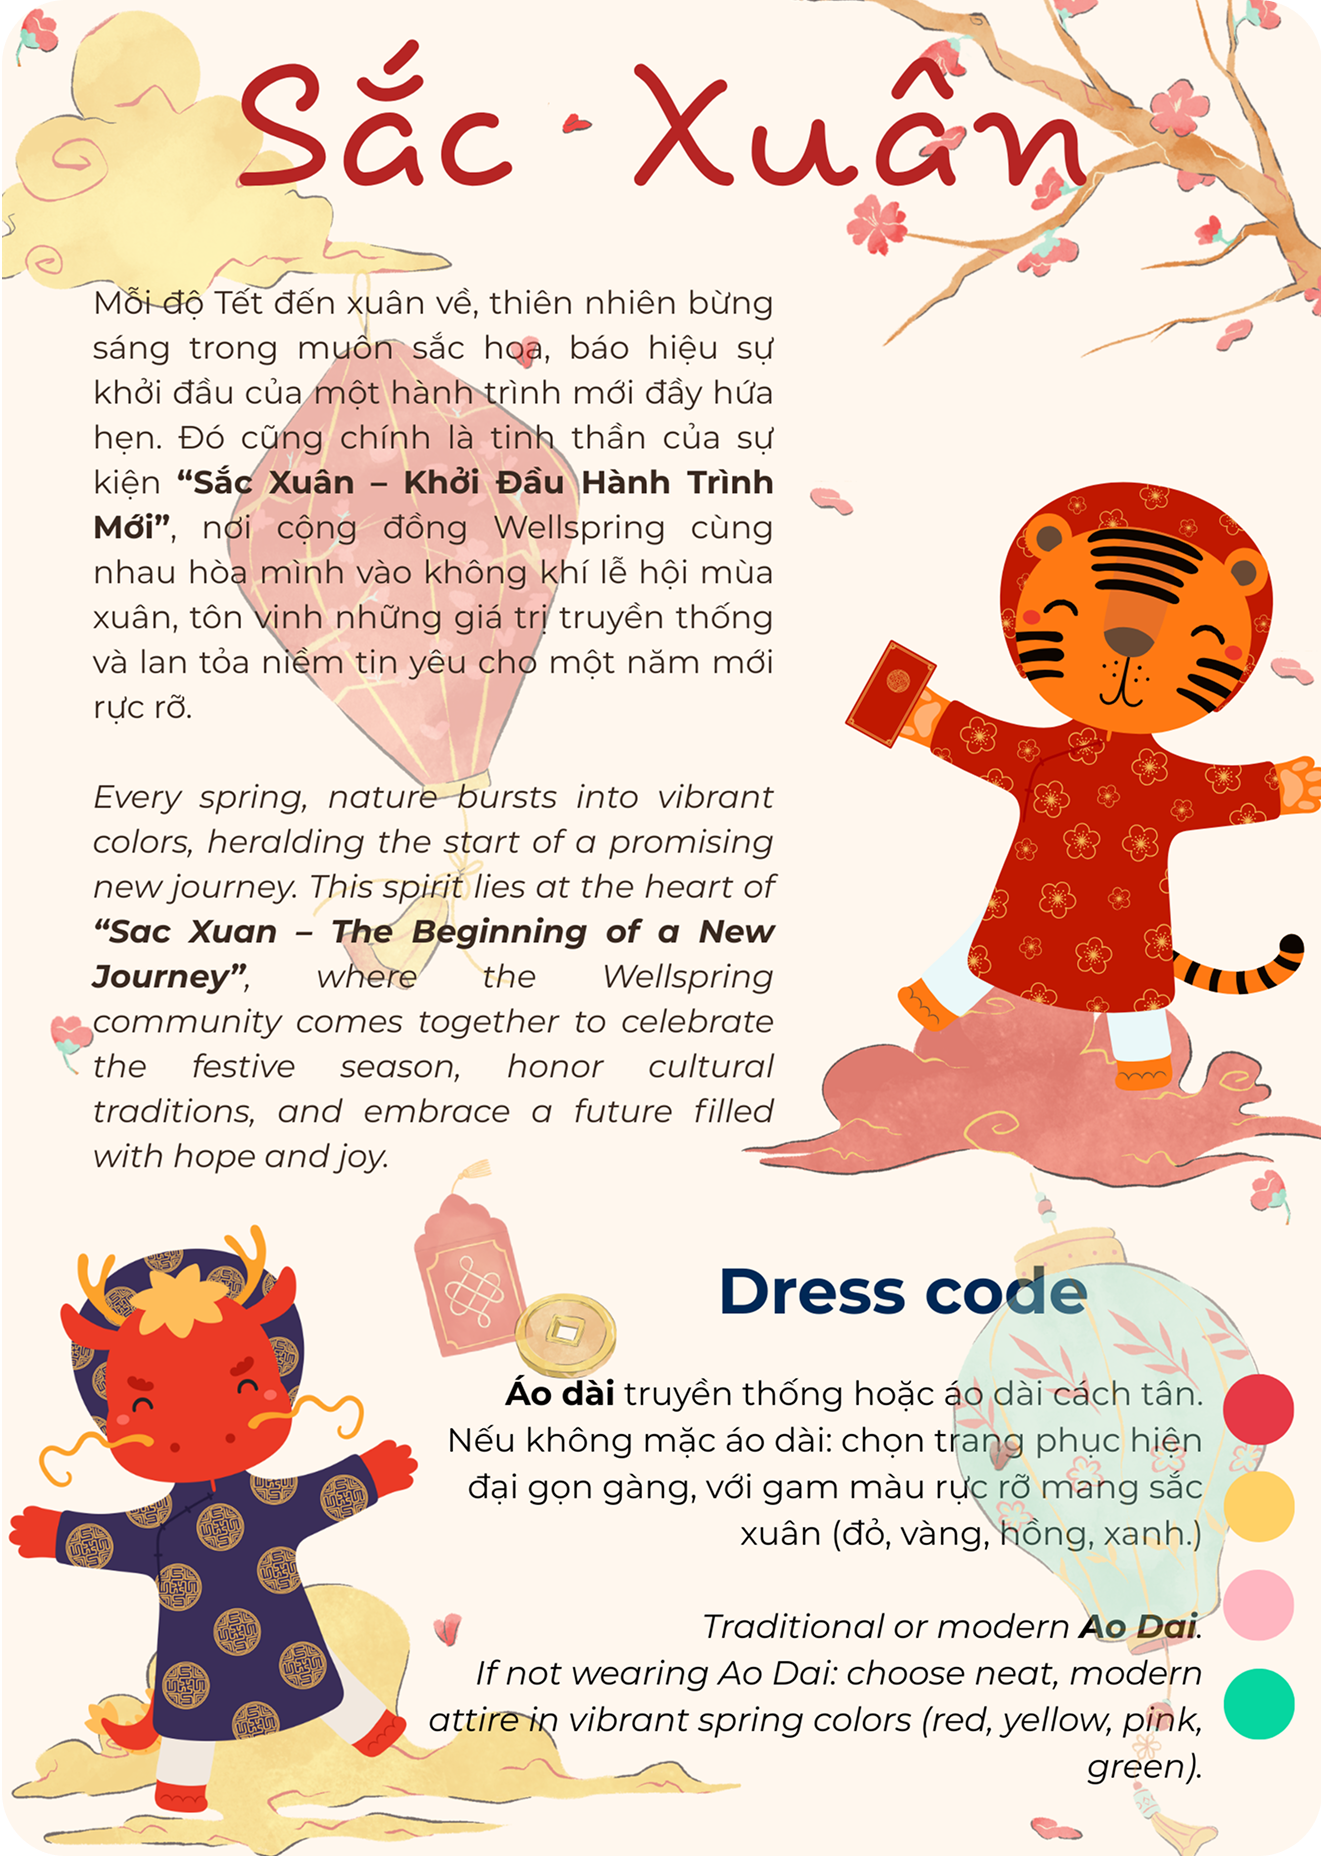 Sắc Xuân
Mỗi độ Tết đến xuân về, thiên nhiên bừng
sáng trong muôn sắc hoa, báo hiệu sự
khởi đầu của một hành trình mới đầy hứa
hẹn. Đó cũng chính là tinh thần của sự
kiện “Sắc Xuân – Khởi Đầu Hành Trình
Mới”, nơi cộng đồng Wellspring cùng
nhau hòa mình vào không khí lễ hội mùa
xuân, tôn vinh những giá trị truyền thống
và lan tỏa niềm tin yêu cho một năm mới
rực rỡ.
Every spring, nature bursts into vibrant
colors, heralding the start of a promising
new journey. This spirit lies at the heart of
“Sac Xuan – The Beginning of a New
Journey”, where the Wellspring
community comes together to celebrate
the festive season, honor cultural
traditions, and embrace a future filled
with hope and joy.
Dress code
Áo dài truyền thống hoặc áo dài cách tân.
Nếu không mặc áo dài: chọn trang phục hiện
đại gọn gàng, với gam màu rực rỡ mang sắc
xuân (đỏ, vàng, hồng, xanh.)
Traditional or modern Ao Dai.
If not wearing Ao Dai: choose neat, modern
attire in vibrant spring colors (red, yellow, pink,
green).